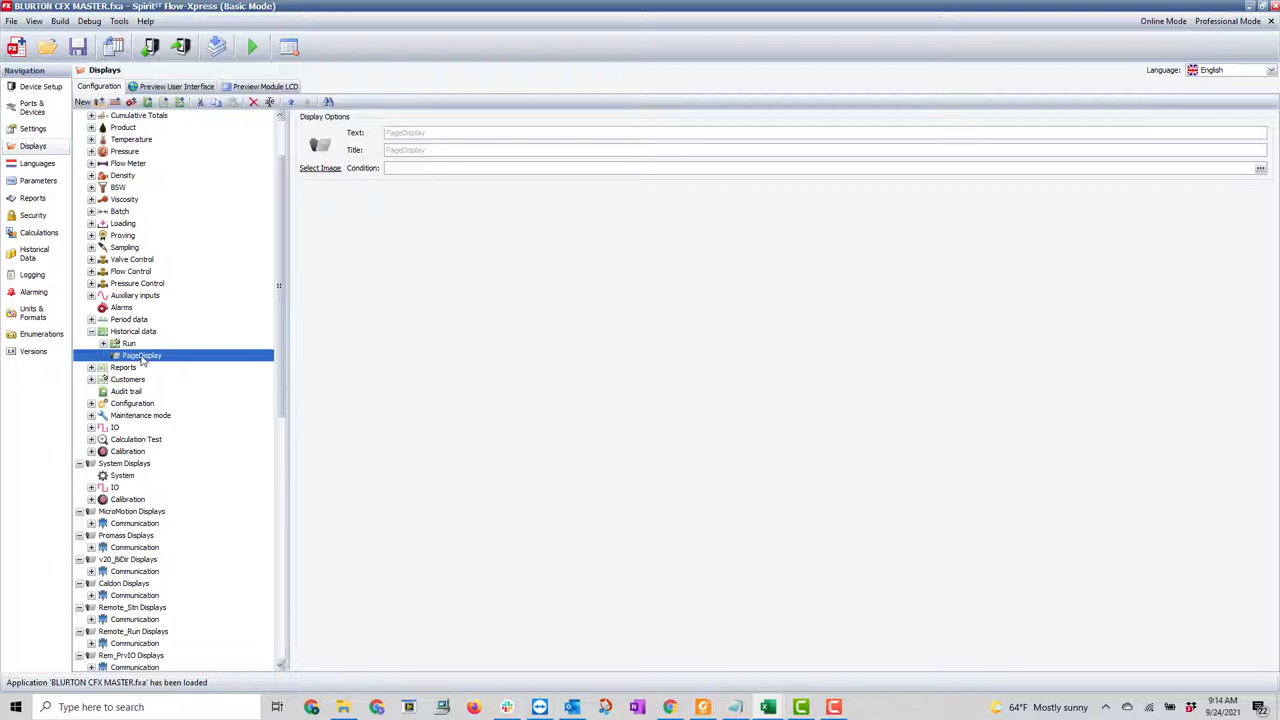 BLURTON CFX MASTER.fxa - Spirit IT Flow-Xpress (Basic Mode)
File View Build Debug Tools Help
Online Mode Professional Mode
Navigation
Displays
Language: English
Device Setup
Ports & Devices
Settings
Displays
Languages
Parameters
Reports
Security
Calculations
Historical Data
Logging
Alarming
Units & Formats
Enumerations
Versions
Configuration Preview User Interface Preview Module LCD
New
Cumulative Totals
Product
Temperature
Pressure
Flow Meter
Density
BSW
Viscosity
Batch
Loading
Proving
Sampling
Valve Control
Flow Control
Pressure Control
Auxiliary inputs
Alarms
Period data
Historical data
Run
PageDisplay
Reports
Customers
Audit trail
Configuration
Maintenance mode
IO
Calculation Test
Calibration
System Displays
System
IO
Calibration
MicroMotion Displays
Communication
Promass Displays
Communication
v20_BiDir Displays
Communication
Caldon Displays
Communication
Remote_Stn Displays
Communication
Remote_Run Displays
Communication
Rem_PrvIO Displays
Communication
Display Options
Text: PageDisplay
Title: PageDisplay
Select Image Condition:
Application 'BLURTON CFX MASTER.fxa' has been loaded
Type here to search
64°F Mostly sunny
9:14 AM
9/24/2021
22